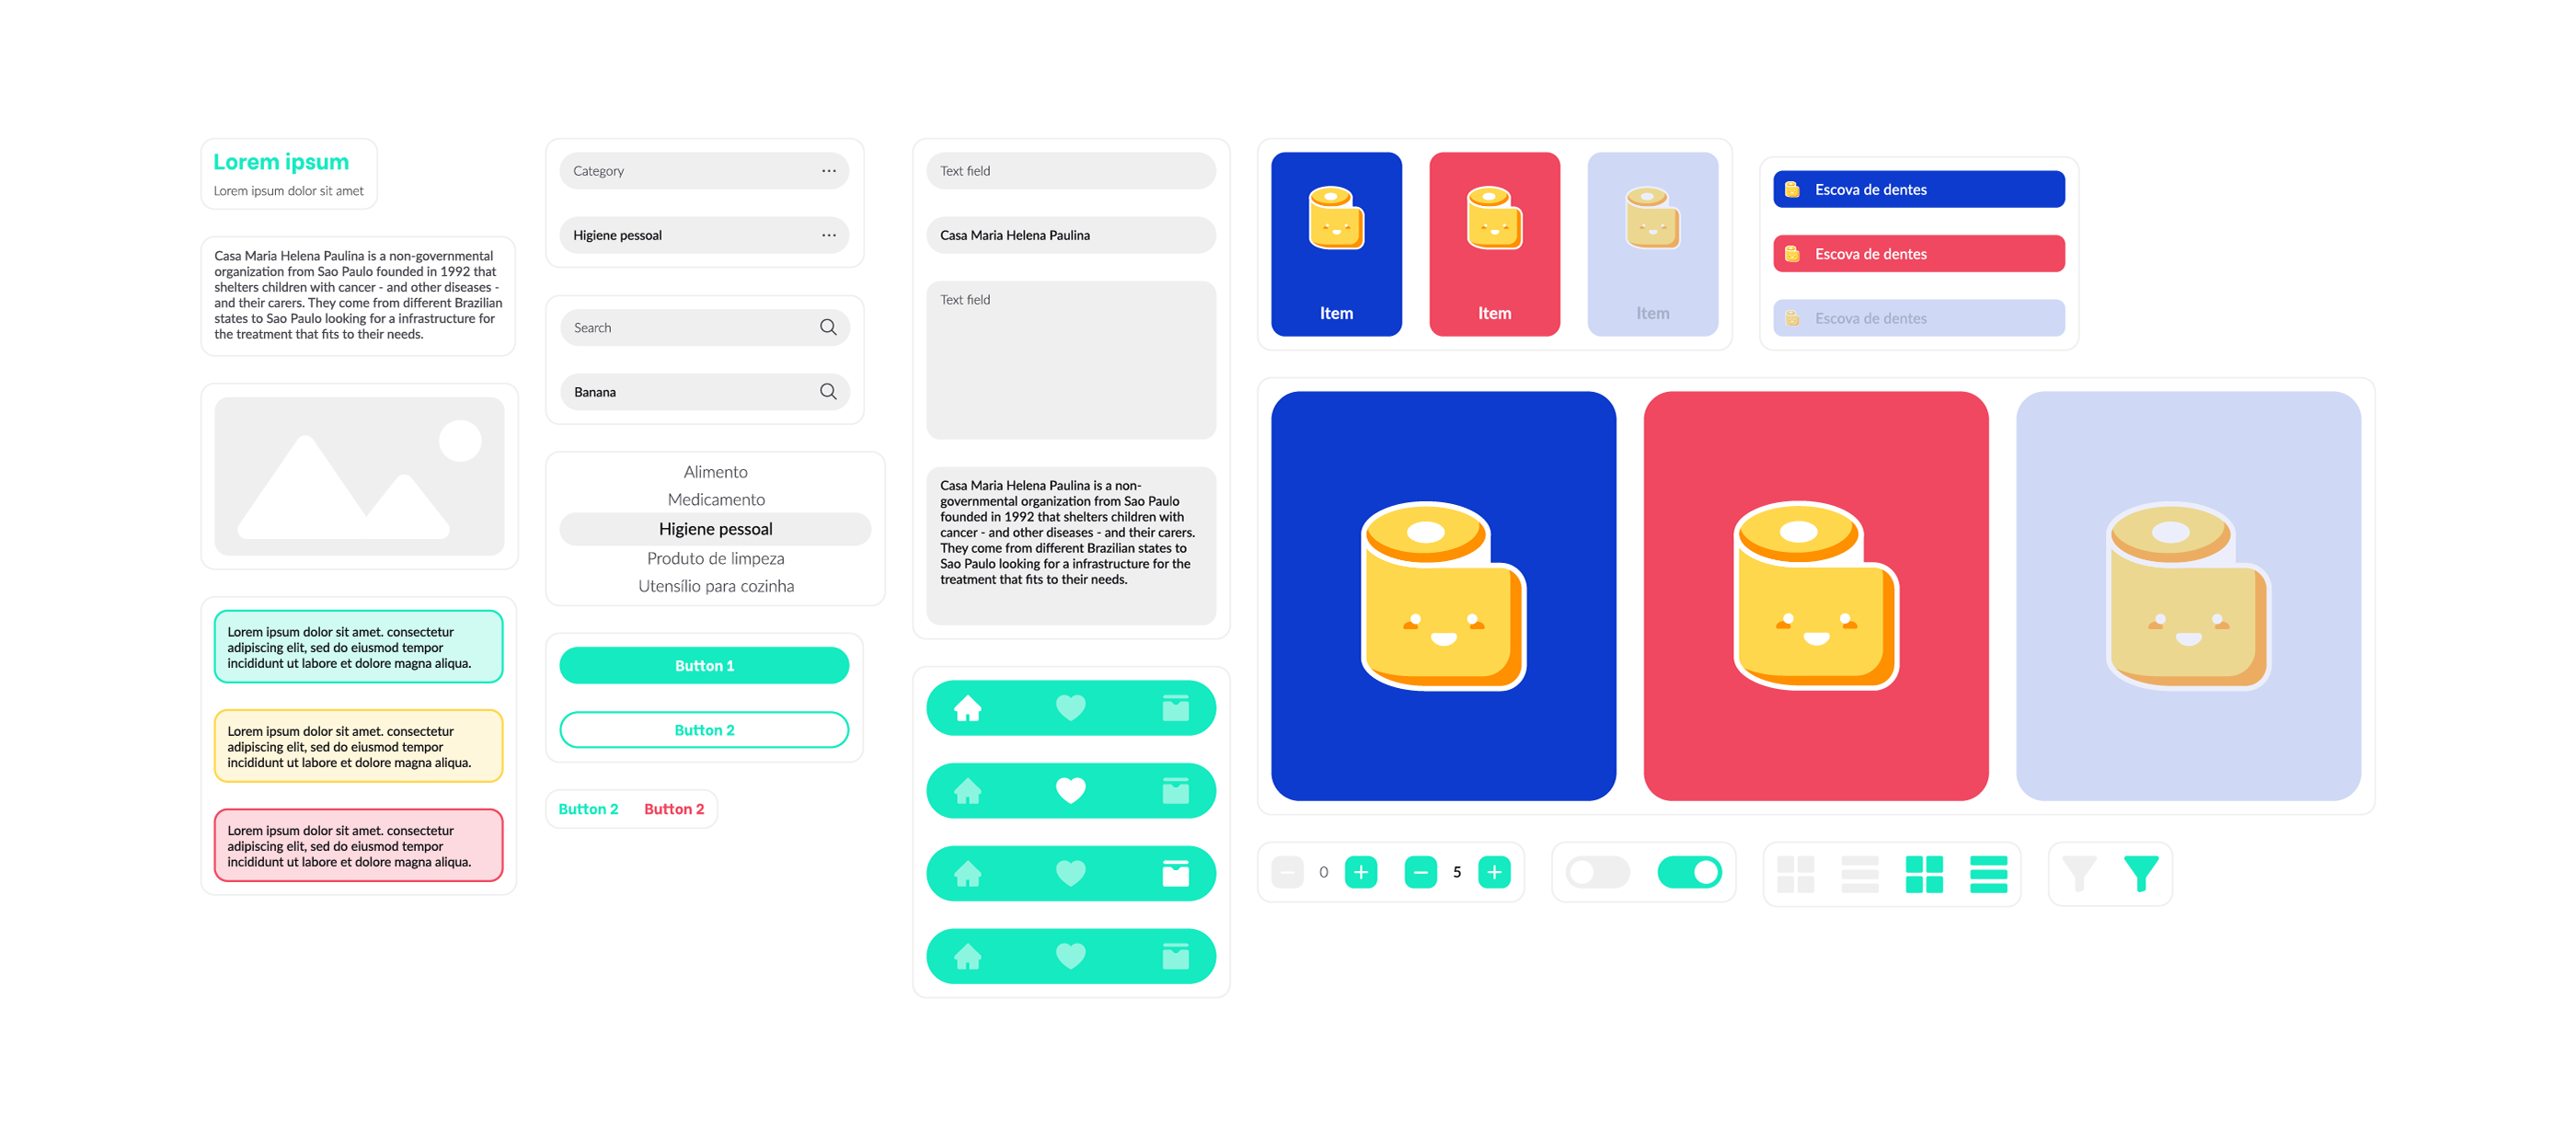 Lorem ipsum
Lorem ipsum dolor sit amet
Casa Maria Helena Paulina is a non-governmental
organization from Sao Paulo founded in 1992 that
shelters children with cancer - and other diseases -
and their carers. They come from different Brazilian
states to Sao Paulo looking for a infrastructure for
the treatment that fits to their needs.
Lorem ipsum dolor sit amet. consectetur
adipiscing elit, sed do eiusmod tempor
incididunt ut labore et dolore magna aliqua.
Lorem ipsum dolor sit amet. consectetur
adipiscing elit, sed do eiusmod tempor
incididunt ut labore et dolore magna aliqua.
Lorem ipsum dolor sit amet. consectetur
adipiscing elit, sed do eiusmod tempor
incididunt ut labore et dolore magna aliqua.
Category
Higiene pessoal
Search
Banana
Alimento
Medicamento
Higiene pessoal
Produto de limpeza
Utensílio para cozinha
Button 1
Button 2
Button 2 Button 2
Text field
Casa Maria Helena Paulina
Text field
Casa Maria Helena Paulina is a non-
governmental organization from Sao Paulo
founded in 1992 that shelters children with
cancer - and other diseases - and their carers.
They come from different Brazilian states to
Sao Paulo looking for a infrastructure for the
treatment that fits to their needs.
Item Item Item
Escova de dentes
Escova de dentes
Escova de dentes
0 5